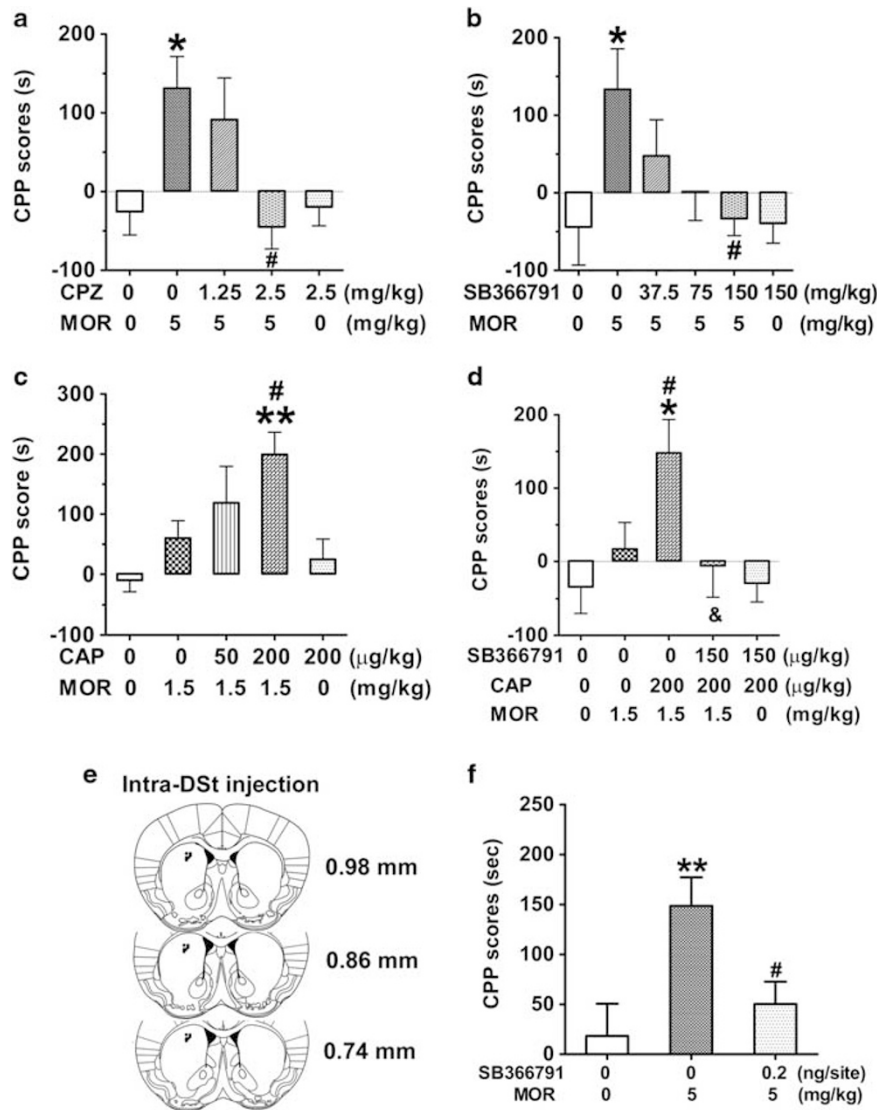 a
CPP scores (s)
200
100
0
-100
*
#
CPZ 0 0 1.25 2.5 2.5 (mg/kg)
MOR 0 5 5 5 0 (mg/kg)
b
CPP scores (s)
200
100
0
-100
*
#
SB366791 0 0 37.5 75 150 150 (mg/kg)
MOR 0 5 5 5 5 0 (mg/kg)
c
CPP score (s)
300
200
100
0
-100
#
**
CAP 0 0 50 200 200 (μg/kg)
MOR 0 1.5 1.5 1.5 0 (mg/kg)
d
CPP scores (s)
200
100
0
-100
#
*
&
SB366791 0 0 0 150 150 (μg/kg)
CAP 0 0 200 200 200 (μg/kg)
MOR 0 1.5 1.5 1.5 0 (mg/kg)
e
Intra-DSt injection
0.98 mm
0.86 mm
0.74 mm
f
CPP scores (sec)
250
200
150
100
50
0
**
#
SB366791 0 0 0.2 (ng/site)
MOR 0 5 5 (mg/kg)